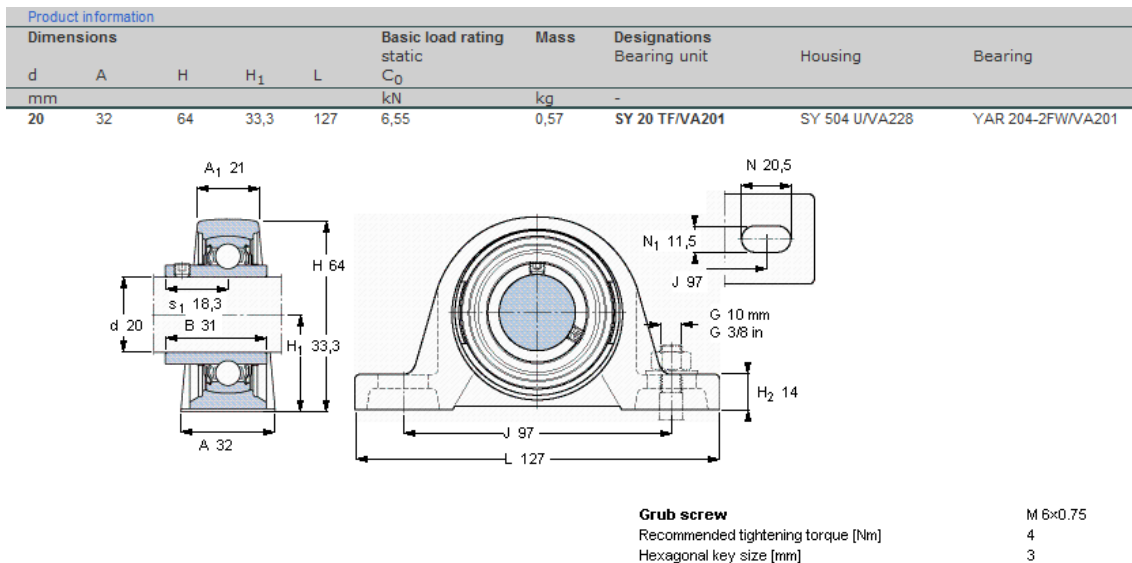 Product information
Dimensions Basic load rating Mass Designations
static Bearing unit Housing Bearing
d A H H1 L C0
mm kN kg -
20 32 64 33,3 127 6,55 0,57 SY 20 TF/VA201 SY 504 U/VA228 YAR 204-2FW/VA201
A1 21
N 20,5
N1 11,5
J 97
H 64
s1 18,3
d 20
B 31
H1 33,3
G 10 mm
G 3/8 in
H2 14
A 32
J 97
L 127
Grub screw M 6×0.75
Recommended tightening torque [Nm] 4
Hexagonal key size [mm] 3